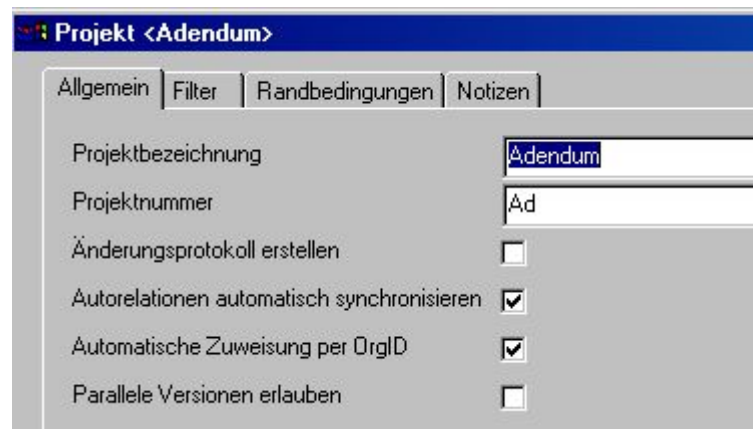 Projekt <Adendum>
Allgemein Filter Randbedingungen Notizen
Projektbezeichnung Adendum
Projektnummer Ad
Änderungsprotokoll erstellen
Autorelationen automatisch synchronisieren
Automatische Zuweisung per OrgID
Parallele Versionen erlauben